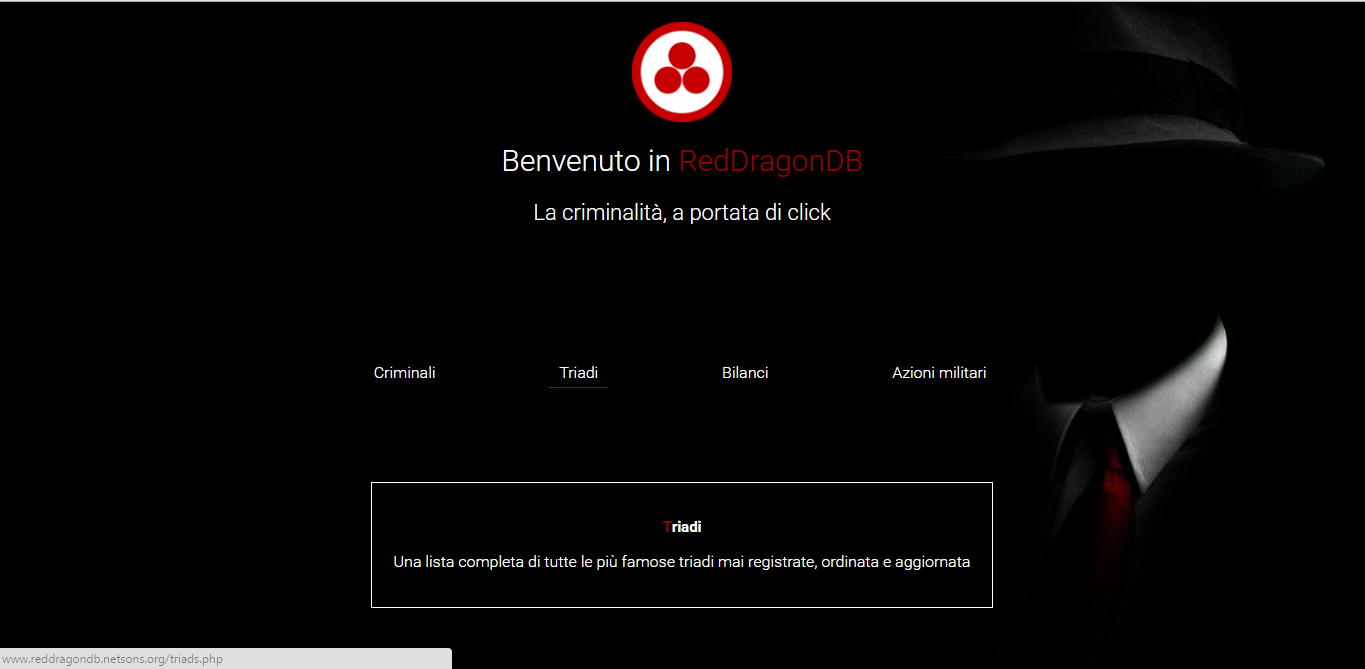 Benvenuto in RedDragonDB
La criminalità, a portata di click
Criminali Triadi Bilanci Azioni militari
Triadi
Una lista completa di tutte le più famose triadi mai registrate, ordinata e aggiornata
www.reddragondb.netsons.org/triads.php